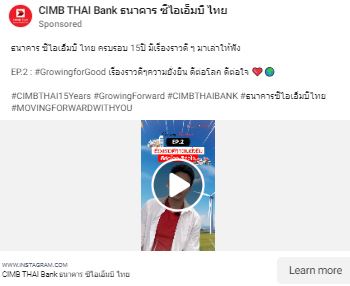 CIMB THAI Bank ธนาคาร ซีไอเอ็มบี ไทย
Sponsored
ธนาคาร ซีไอเอ็มบี ไทย ครบรอบ 15ปี มีเรื่องราวดี ๆ มาเล่าให้ฟัง
EP.2 : #GrowingforGood เรื่องราวดีๆความยั่งยืน ดีต่อโลก ดีต่อใจ ❤️🌏
#CIMBTHAI15Years #GrowingForward #CIMBTHAIBANK #ธนาคารซีไอเอ็มบีไทย
#MOVINGFORWARDWITHYOU
EP.2
WWW.INSTAGRAM.COM
CIMB THAI Bank ธนาคาร ซีไอเอ็มบี ไทย
Learn more